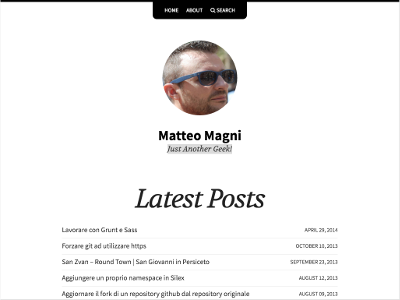 HOME ABOUT SEARCH
Matteo Magni
Just Another Geek!
Latest Posts
Lavorare con Grunt e Sass APRIL 29, 2014
Forzare git ad utilizzare https OCTOBER 10, 2013
San Zvan – Round Town | San Giovanni in Persiceto SEPTEMBER 23, 2013
Aggiungere un proprio namespace in Silex AUGUST 12, 2013
Aggiornare il fork di un repository github dal repository originale AUGUST 09, 2013